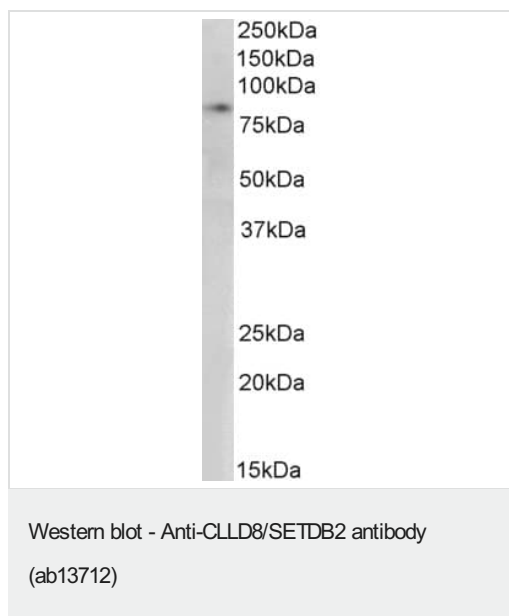 250kDa
150kDa
100kDa
75kDa
50kDa
37kDa
25kDa
20kDa
15kDa
Western blot - Anti-CLLD8/SETDB2 antibody
(ab13712)